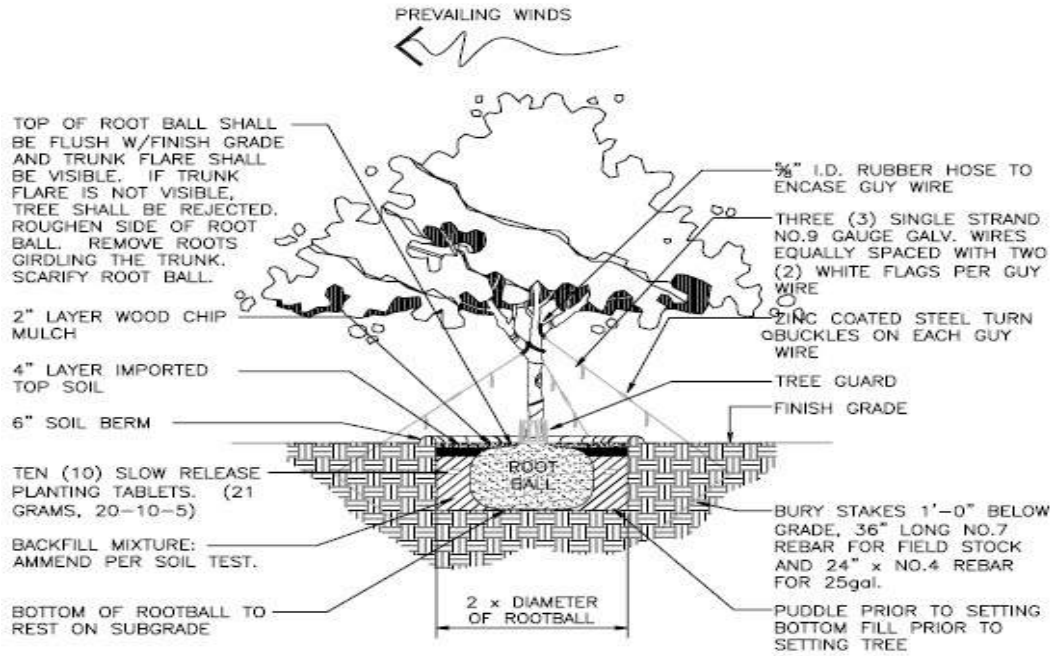 PREVAILING WINDS
TOP OF ROOT BALL SHALL
BE FLUSH W/FINISH GRADE
AND TRUNK FLARE SHALL
BE VISIBLE. IF TRUNK
FLARE IS NOT VISIBLE,
TREE SHALL BE REJECTED.
ROUGHEN SIDE OF ROOT
BALL. REMOVE ROOTS
GIRDLING THE TRUNK.
SCARIFY ROOT BALL.
2" LAYER WOOD CHIP
MULCH
4" LAYER IMPORTED
TOP SOIL
6" SOIL BERM
TEN (10) SLOW RELEASE
PLANTING TABLETS. (21
GRAMS, 20-10-5)
BACKFILL MIXTURE:
AMMEND PER SOIL TEST.
BOTTOM OF ROOTBALL TO
REST ON SUBGRADE
ROOT
BALL
2 x DIAMETER
OF ROOTBALL
⅝" I.D. RUBBER HOSE TO
ENCASE GUY WIRE
THREE (3) SINGLE STRAND
NO.9 GAUGE GALV. WIRES
EQUALLY SPACED WITH TWO
(2) WHITE FLAGS PER GUY
WIRE
ZINC COATED STEEL TURN
BUCKLES ON EACH GUY
WIRE
TREE GUARD
FINISH GRADE
BURY STAKES 1'-0" BELOW
GRADE, 36" LONG NO.7
REBAR FOR FIELD STOCK
AND 24" x NO.4 REBAR
FOR 25gal.
PUDDLE PRIOR TO SETTING
BOTTOM FILL PRIOR TO
SETTING TREE